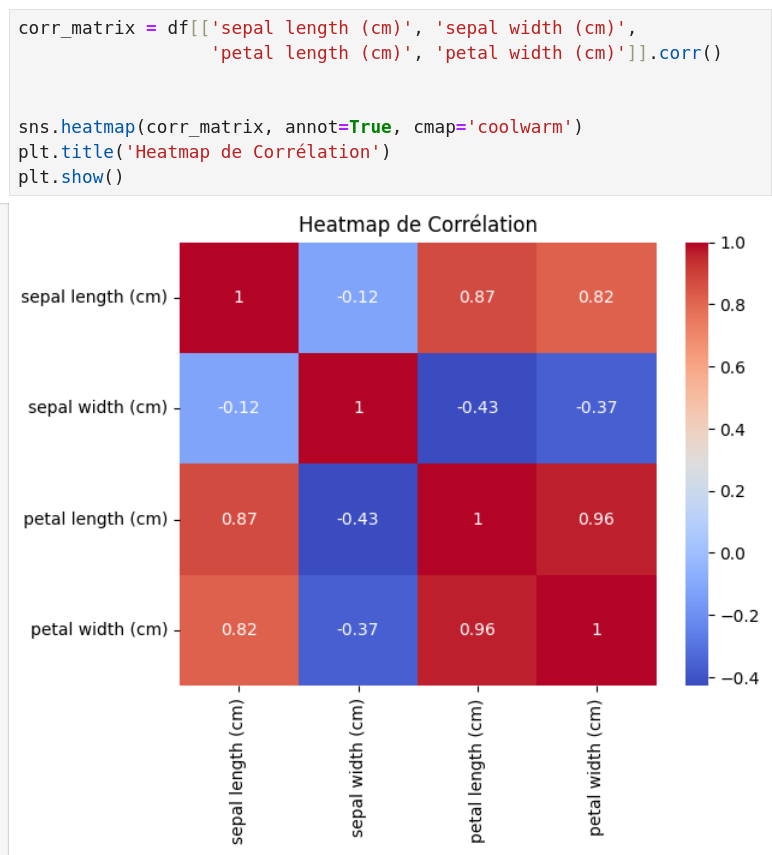 corr_matrix = df[['sepal length (cm)', 'sepal width (cm)',
'petal length (cm)', 'petal width (cm)']].corr()
sns.heatmap(corr_matrix, annot=True, cmap='coolwarm')
plt.title('Heatmap de Corrélation')
plt.show()
Heatmap de Corrélation
sepal length (cm) 1 -0.12 0.87 0.82
sepal width (cm) -0.12 1 -0.43 -0.37
petal length (cm) 0.87 -0.43 1 0.96
petal width (cm) 0.82 -0.37 0.96 1
sepal length (cm)
sepal width (cm)
petal length (cm)
petal width (cm)
1.0
0.8
0.6
0.4
0.2
0.0
−0.2
−0.4